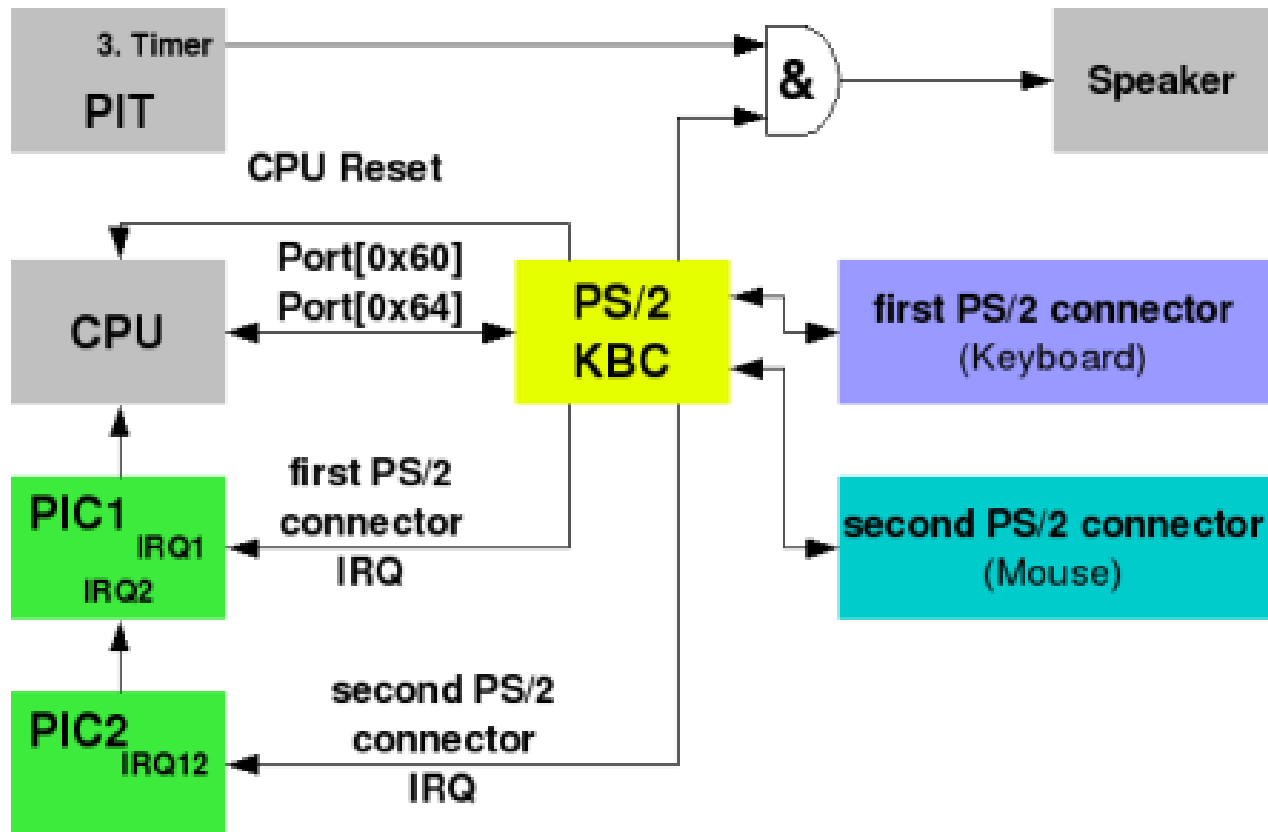 3. Timer
PIT
&
Speaker
CPU Reset
Port[0x60]
Port[0x64]
CPU
PS/2
KBC
first PS/2 connector
(Keyboard)
first PS/2
connector
IRQ
PIC1
IRQ1
IRQ2
second PS/2 connector
(Mouse)
second PS/2
connector
IRQ
PIC2
IRQ12